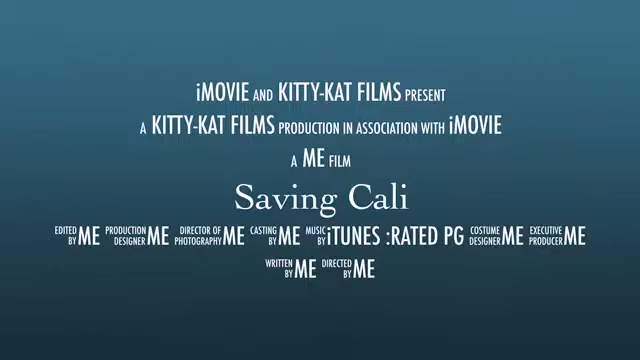 iMOVIE AND KITTY-KAT FILMS PRESENT
A KITTY-KAT FILMS PRODUCTION IN ASSOCIATION WITH iMOVIE
A ME FILM
Saving Cali
EDITED BY ME PRODUCTION DESIGNER ME DIRECTOR OF PHOTOGRAPHY ME CASTING BY ME MUSIC BY iTUNES :RATED PG COSTUME DESIGNER ME EXECUTIVE PRODUCER ME
WRITTEN BY ME DIRECTED BY ME